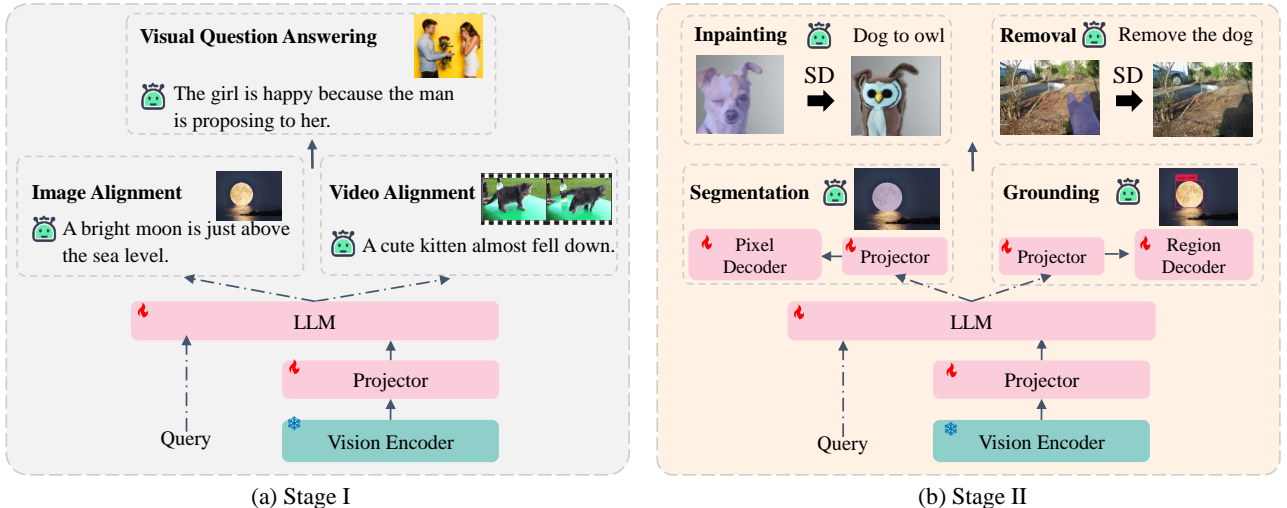 Visual Question Answering
The girl is happy because the man
is proposing to her.
Image Alignment
A bright moon is just above
the sea level.
Video Alignment
A cute kitten almost fell down.
LLM
Projector
Query
Vision Encoder
(a) Stage I
Inpainting
Dog to owl
SD
Removal
Remove the dog
SD
Segmentation
Pixel
Decoder
Projector
Grounding
Projector
Region
Decoder
LLM
Projector
Query
Vision Encoder
(b) Stage II